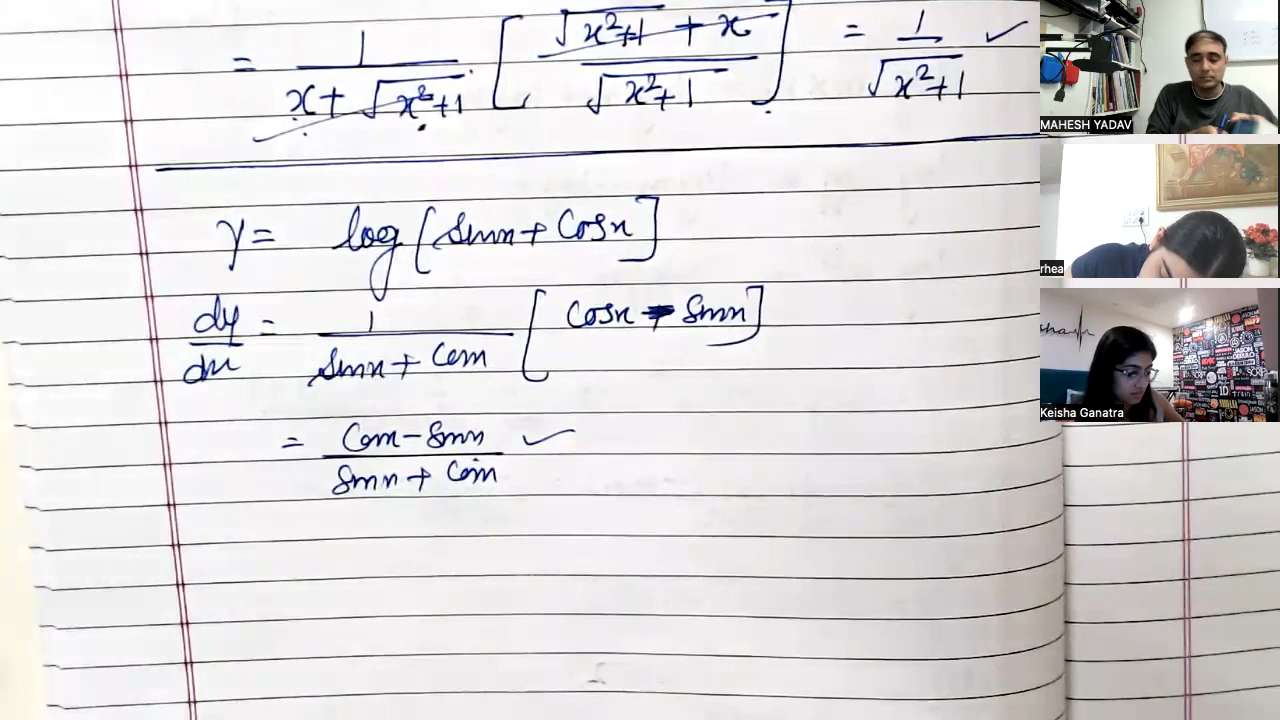 = 1 / (x + √(x²+1)) [ (√(x²+1) + x) / √(x²+1) ] = 1 / √(x²+1) ✓
y = log [sinx + cosx]
dy/dx = 1 / (sinx + cosx) [cosx - sinx]
= (cosx - sinx) / (sinx + cosx) ✓
MAHESH YADAV
rhea
Keisha Ganatra